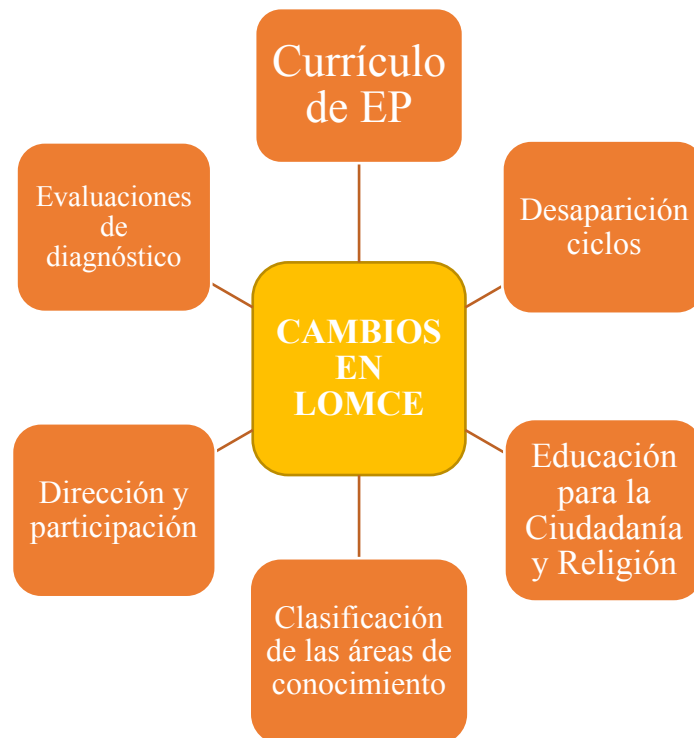 Currículo
de EP
Evaluaciones
de
diagnóstico
Desaparición
ciclos
CAMBIOS
EN
LOMCE
Dirección y
participación
Educación
para la
Ciudadanía
y Religión
Clasificación
de las áreas de
conocimiento